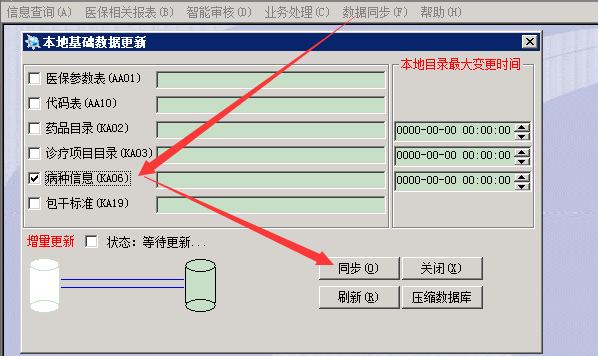 信息查询(A) 医保相关报表(B) 智能审核(D) 业务处理(C) 数据同步(F) 帮助(H)
本地基础数据更新
本地目录最大变更时间
医保参数表(AA01)
代码表(AA10)
药品目录(KA02)
0000-00-00 00:00:00
诊疗项目目录(KA03)
0000-00-00 00:00:00
病种信息(KA06)
0000-00-00 00:00:00
包干标准(KA19)
增量更新 状态：等待更新...
同步(O) 关闭(X)
刷新(R) 压缩数据库